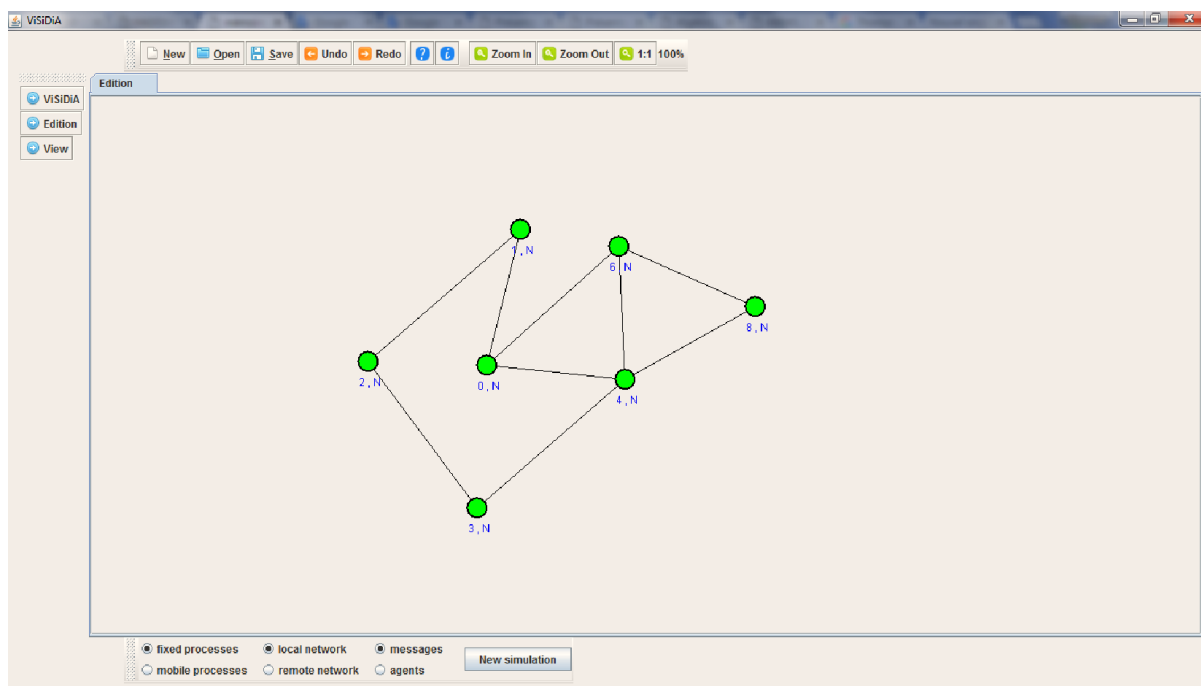 ViSiDiA
New Open Save Undo Redo ? i Zoom In Zoom Out 1:1 100%
Edition
ViSiDiA
Edition
View
1, N
6, N
8, N
2, N
0, N
4, N
3, N
fixed processes local network messages
mobile processes remote network agents
New simulation